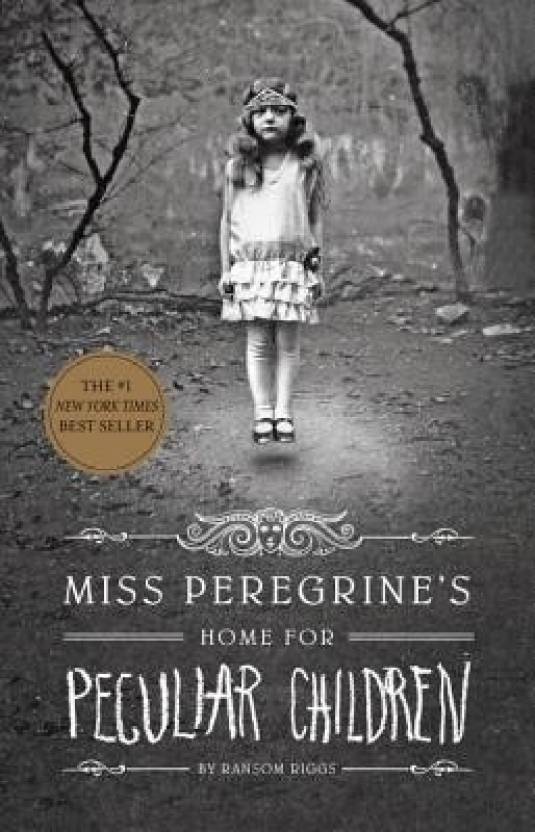 THE #1
NEW YORK TIMES
BEST SELLER
MISS PEREGRINE'S
HOME FOR
PECULIAR CHILDREN
BY RANSOM RIGGS